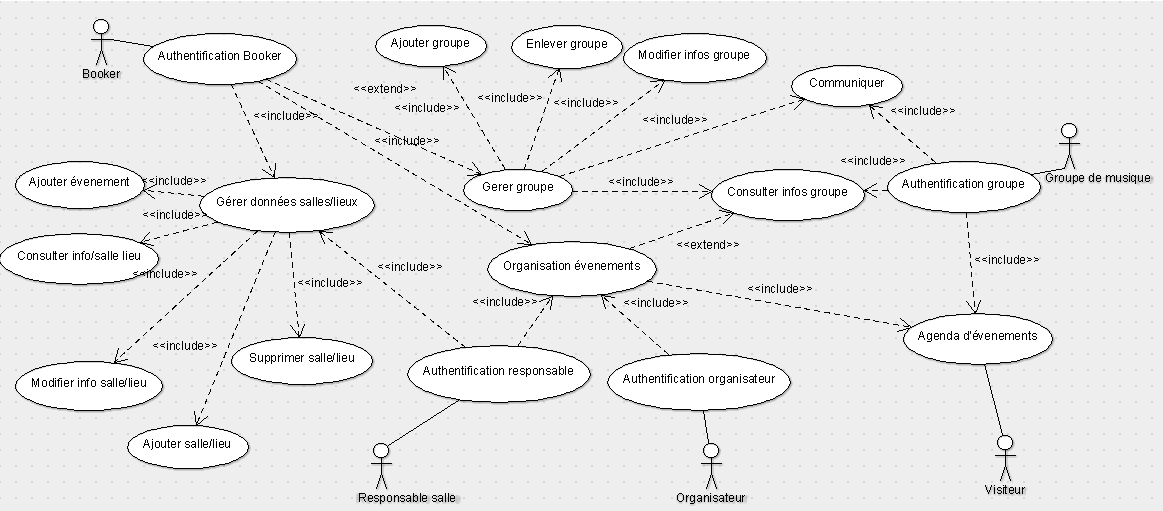 Booker
Authentification Booker
Ajouter groupe
Enlever groupe
Modifier infos groupe
Communiquer
<<extend>>
<<include>>
<<include>>
<<include>>
<<include>>
<<include>>
<<include>>
<<include>>
<<include>>
Groupe de musique
Ajouter évenement
<<include>>
Gérer données salles/lieux
Gerer groupe
<<include>>
Consulter infos groupe
Authentification groupe
<<include>>
Consulter info/salle lieu
<<include>>
<<include>>
<<include>>
Organisation évenements
<<extend>>
<<include>>
<<include>>
<<include>>
<<include>>
<<include>>
<<include>>
Agenda d'évenements
Modifier info salle/lieu
Supprimer salle/lieu
Authentification responsable
Authentification organisateur
Ajouter salle/lieu
Responsable salle
Organisateur
Visiteur